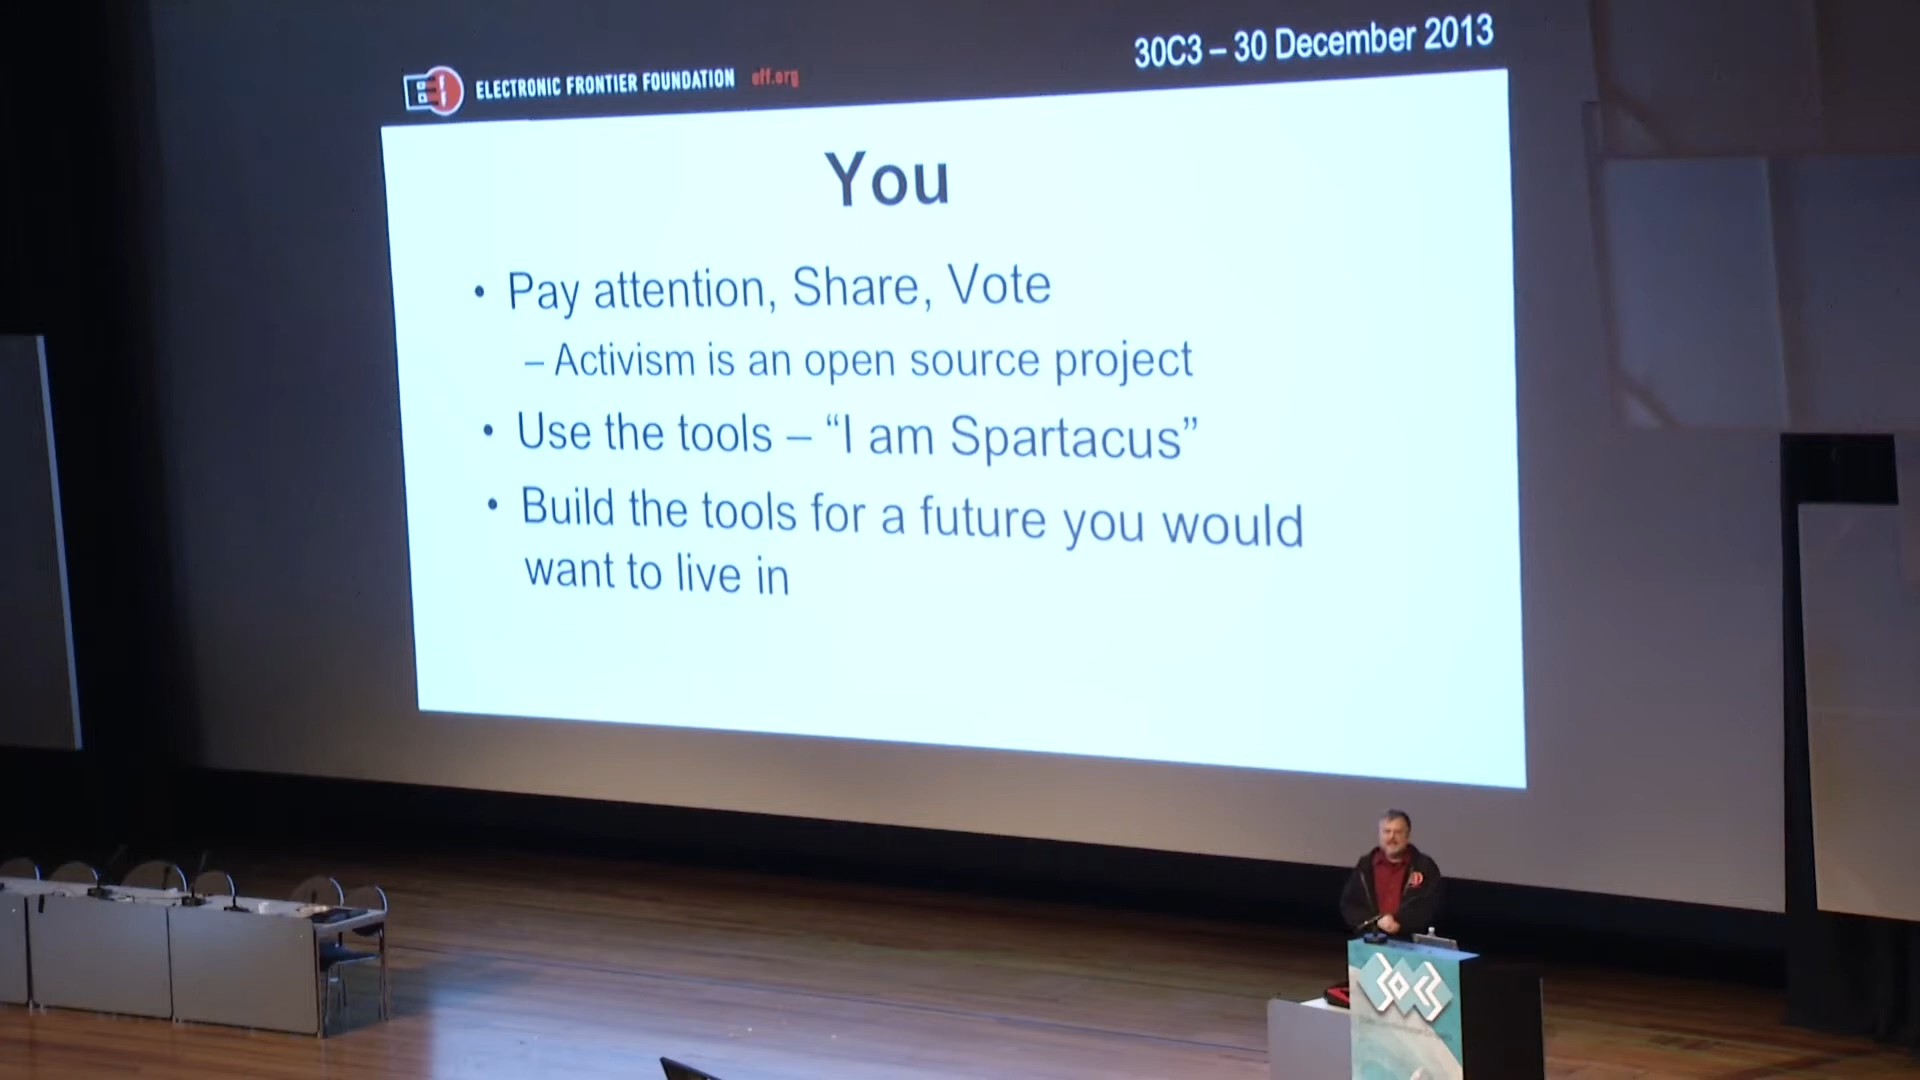 30C3 – 30 December 2013
ELECTRONIC FRONTIER FOUNDATION eff.org
You
• Pay attention, Share, Vote
– Activism is an open source project
• Use the tools – “I am Spartacus”
• Build the tools for a future you would
want to live in
30C3